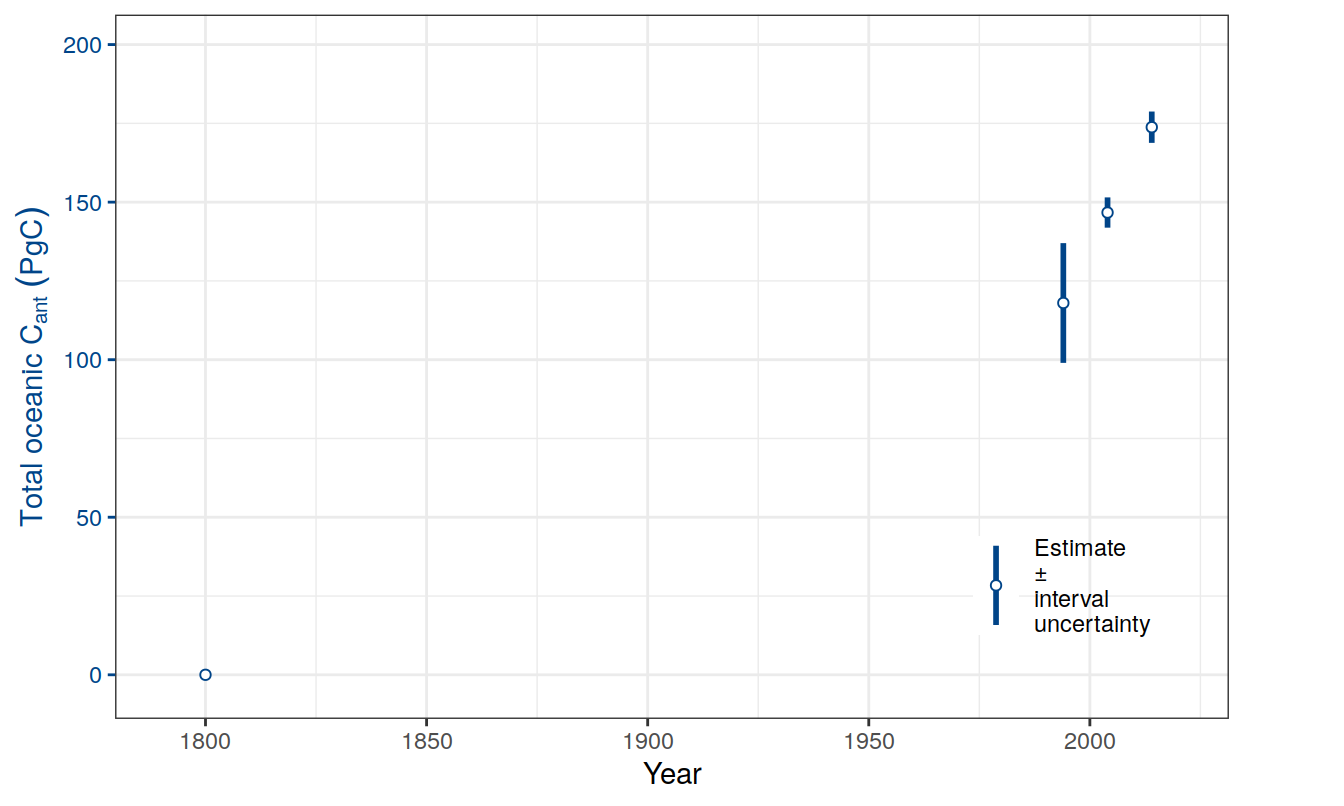 200
150
100
50
0
Total oceanic Cant (PgC)
Estimate
±
interval
uncertainty
1800 1850 1900 1950 2000
Year